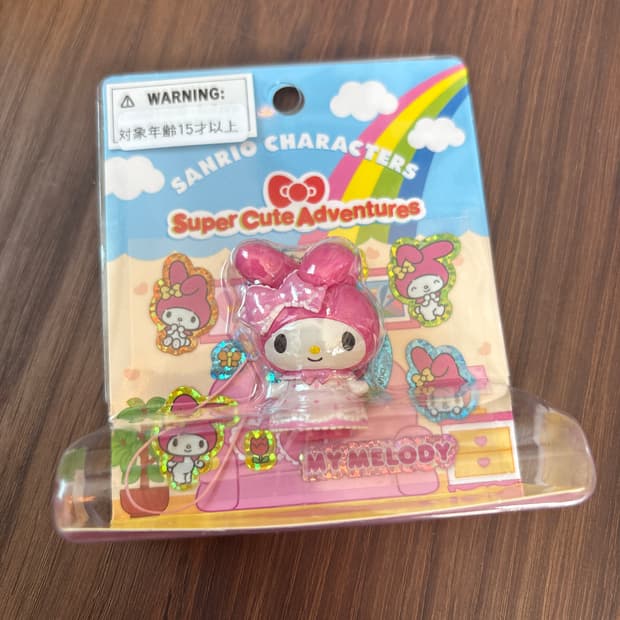 ⚠ WARNING:
対象年齢15才以上
SANRIO CHARACTERS
Super Cute Adventures
MY MELODY